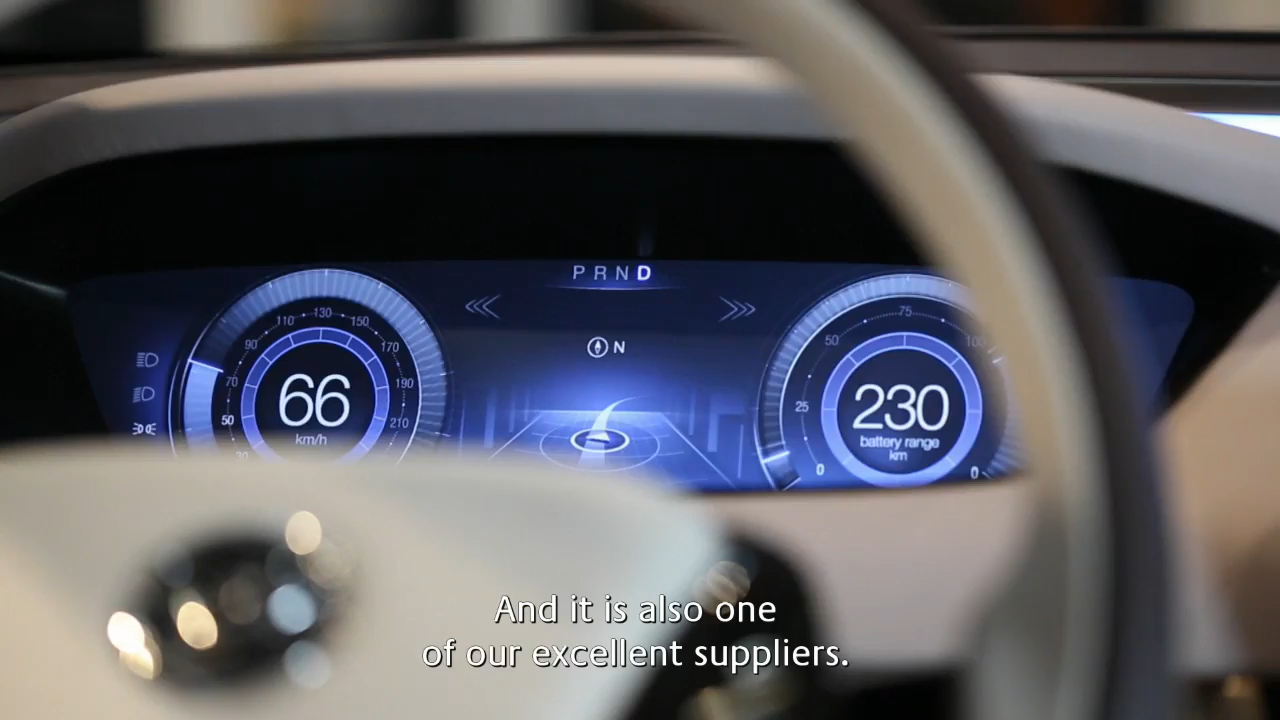 P R N D
N
110 130 150
90 170
70 190
50 210
30
66
km/h
75
50 100
25
0 0
230
battery range
km
And it is also one
of our excellent suppliers.